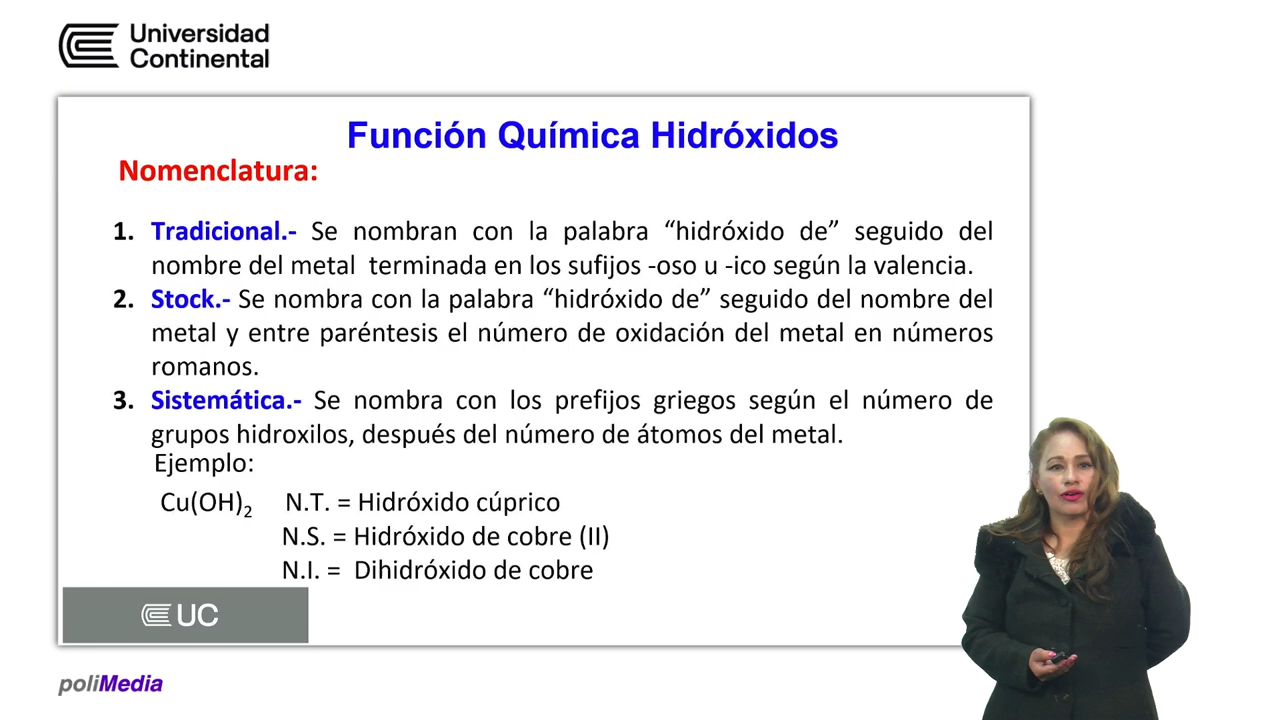 Universidad
Continental
Función Química Hidróxidos
Nomenclatura:
1. Tradicional.- Se nombran con la palabra “hidróxido de” seguido del
nombre del metal terminada en los sufijos -oso u -ico según la valencia.
2. Stock.- Se nombra con la palabra “hidróxido de” seguido del nombre del
metal y entre paréntesis el número de oxidación del metal en números
romanos.
3. Sistemática.- Se nombra con los prefijos griegos según el número de
grupos hidroxilos, después del número de átomos del metal.
Ejemplo:
Cu(OH)₂ N.T. = Hidróxido cúprico
N.S. = Hidróxido de cobre (II)
N.I. = Dihidróxido de cobre
UC
poliMedia